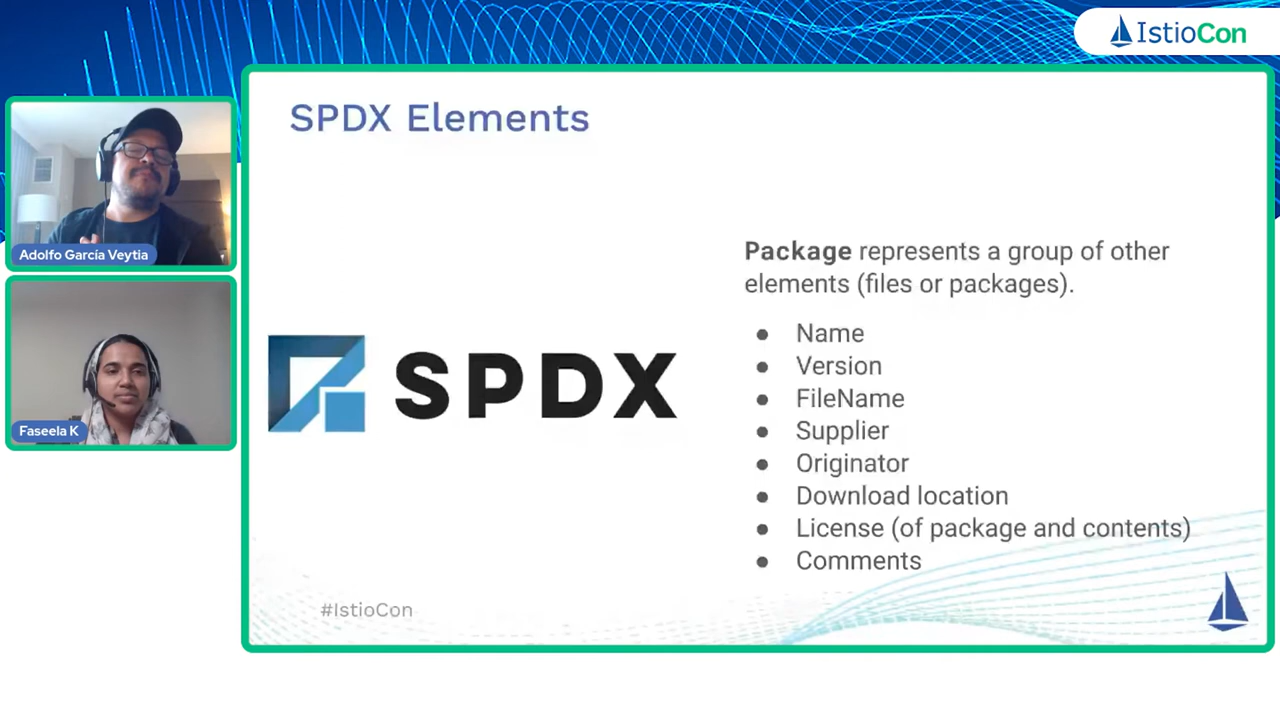 IstioCon
SPDX Elements
Adolfo García Veytia
Faseela K
SPDX
Package represents a group of other
elements (files or packages).
● Name
● Version
● FileName
● Supplier
● Originator
● Download location
● License (of package and contents)
● Comments
#IstioCon